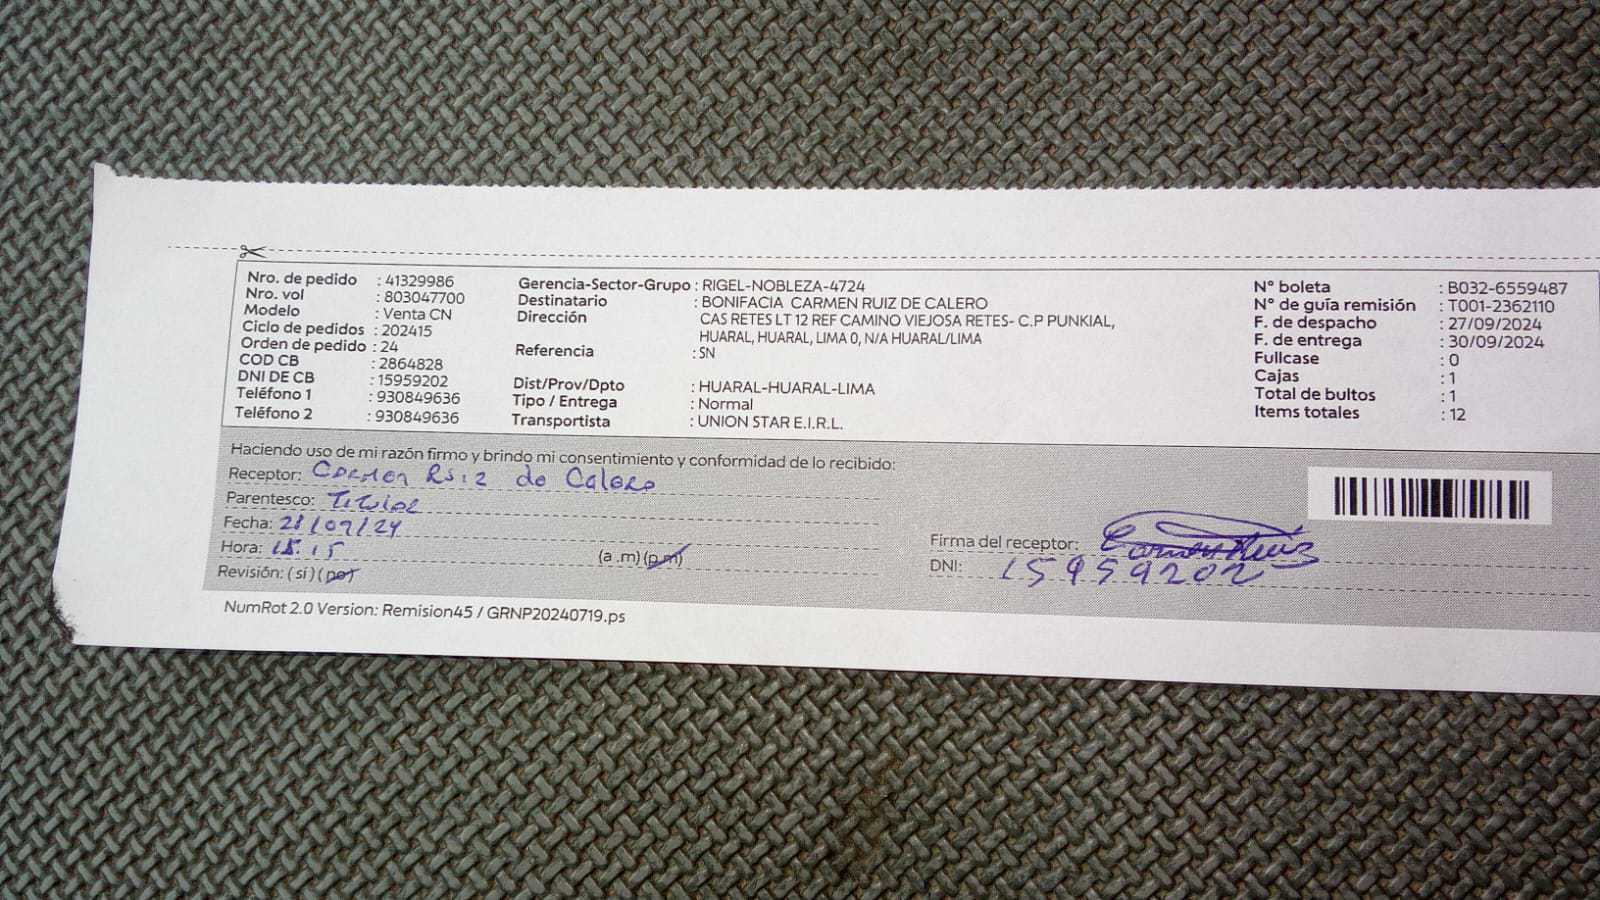 Nro. de pedido : 41329986
Nro. vol : 803047700
Modelo : Venta CN
Ciclo de pedidos : 202415
Orden de pedido : 24
COD CB : 2864828
DNI DE CB : 15959202
Teléfono 1 : 930849636
Teléfono 2 : 930849636
Gerencia-Sector-Grupo : RIGEL-NOBLEZA-4724
Destinatario : BONIFACIA CARMEN RUIZ DE CALERO
Dirección CAS RETES LT 12 REF CAMINO VIEJOSA RETES- C.P PUNKIAL,
HUARAL, HUARAL, LIMA 0, N/A HUARAL/LIMA
Referencia : SN
Dist/Prov/Dpto : HUARAL-HUARAL-LIMA
Tipo / Entrega : Normal
Transportista : UNION STAR E.I.R.L.
N° boleta : B032-6559487
N° de guía remisión : T001-2362110
F. de despacho : 27/09/2024
F. de entrega : 30/09/2024
Fullcase : 0
Cajas : 1
Total de bultos : 1
Items totales : 12
Haciendo uso de mi razón firmo y brindo mi consentimiento y conformidad de lo recibido:
Receptor: Carmen Ruiz de Calero
Parentesco: Titular
Fecha: 28/09/24
Hora: 15:15 (a .m) (p.m)
Revisión: ( si ) ( no)
Firma del receptor: Carmen Ruiz
DNI: 15959202
NumRot 2.0 Version: Remision45 / GRNP20240719.ps